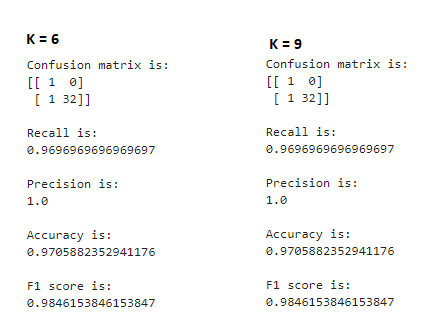 K = 6
Confusion matrix is:
[[ 1  0]
 [ 1 32]]
Recall is:
0.9696969696969697
Precision is:
1.0
Accuracy is:
0.9705882352941176
F1 score is:
0.9846153846153847
K = 9
Confusion matrix is:
[[ 1  0]
 [ 1 32]]
Recall is:
0.9696969696969697
Precision is:
1.0
Accuracy is:
0.9705882352941176
F1 score is:
0.9846153846153847